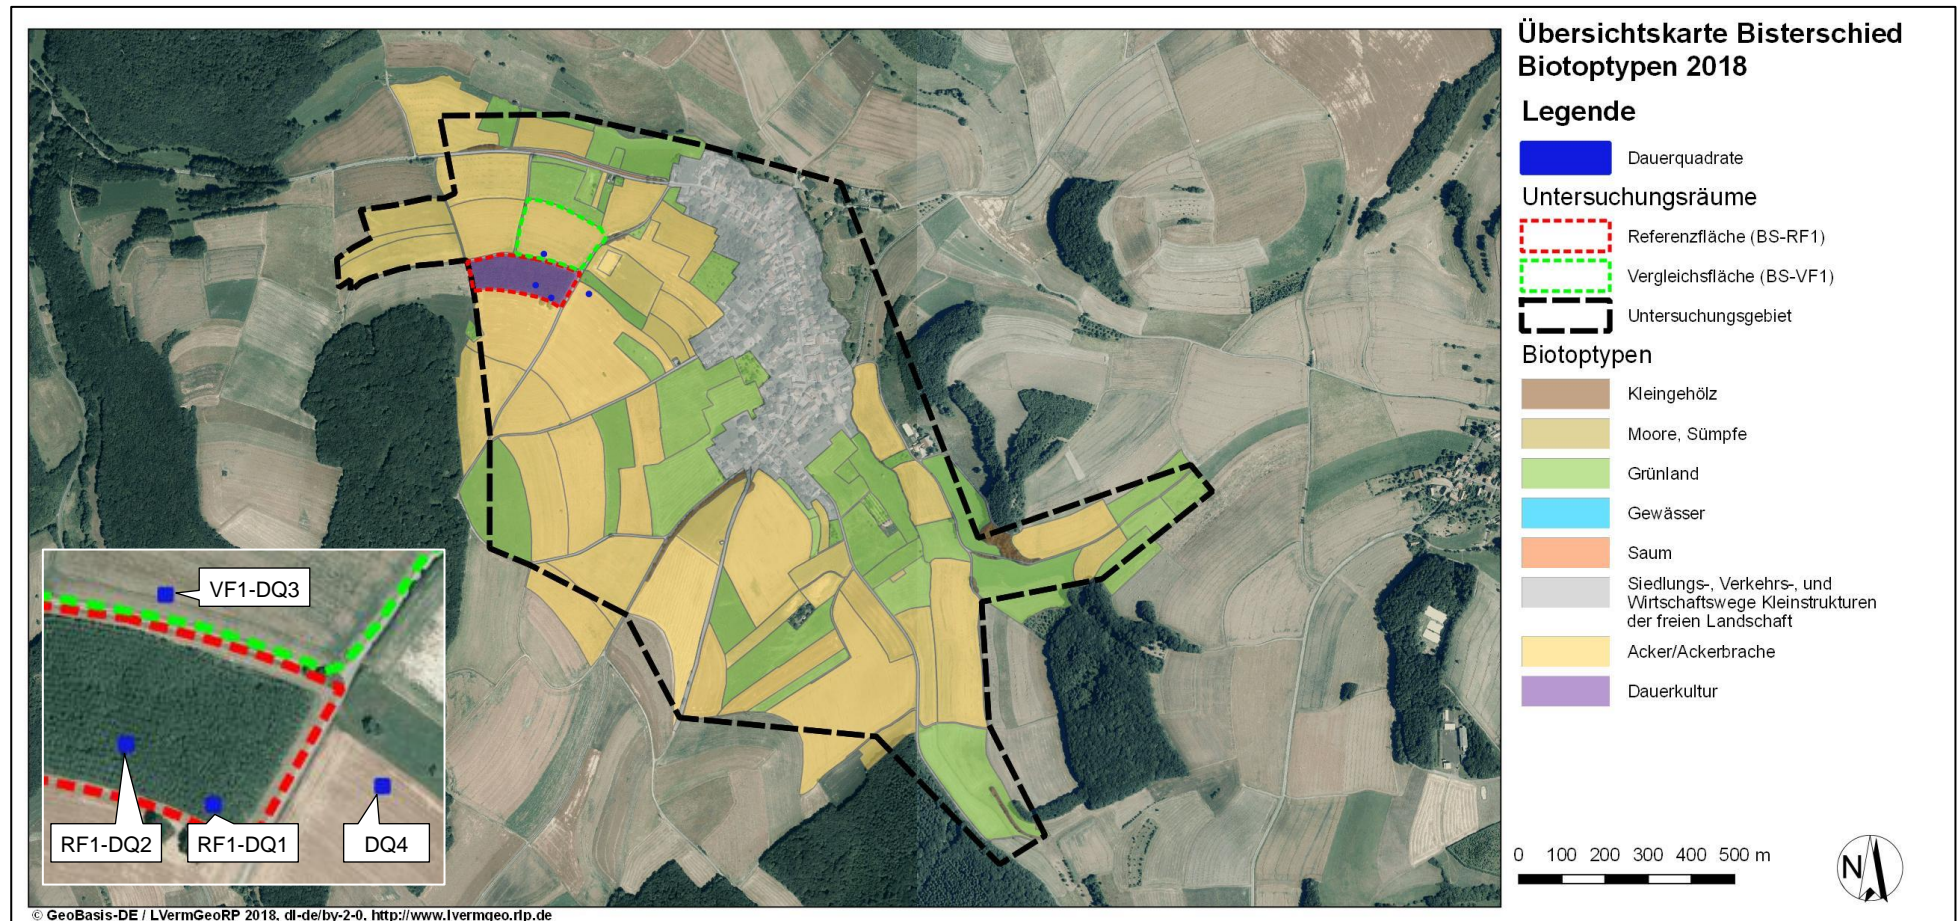 Übersichtskarte Bisterschied
Biotoptypen 2018
Legende
Dauerquadrate
Untersuchungsräume
Referenzfläche (BS-RF1)
Vergleichsfläche (BS-VF1)
Untersuchungsgebiet
Biotoptypen
Kleingehölz
Moore, Sümpfe
Grünland
Gewässer
Saum
Siedlungs-, Verkehrs-, und
Wirtschaftswege Kleinstrukturen
der freien Landschaft
Acker/Ackerbrache
Dauerkultur
0 100 200 300 400 500 m
N
VF1-DQ3
RF1-DQ2
RF1-DQ1
DQ4
© GeoBasis-DE / LVermGeoRP 2018, dl-de/by-2-0, http://www.lvermgeo.rlp.de